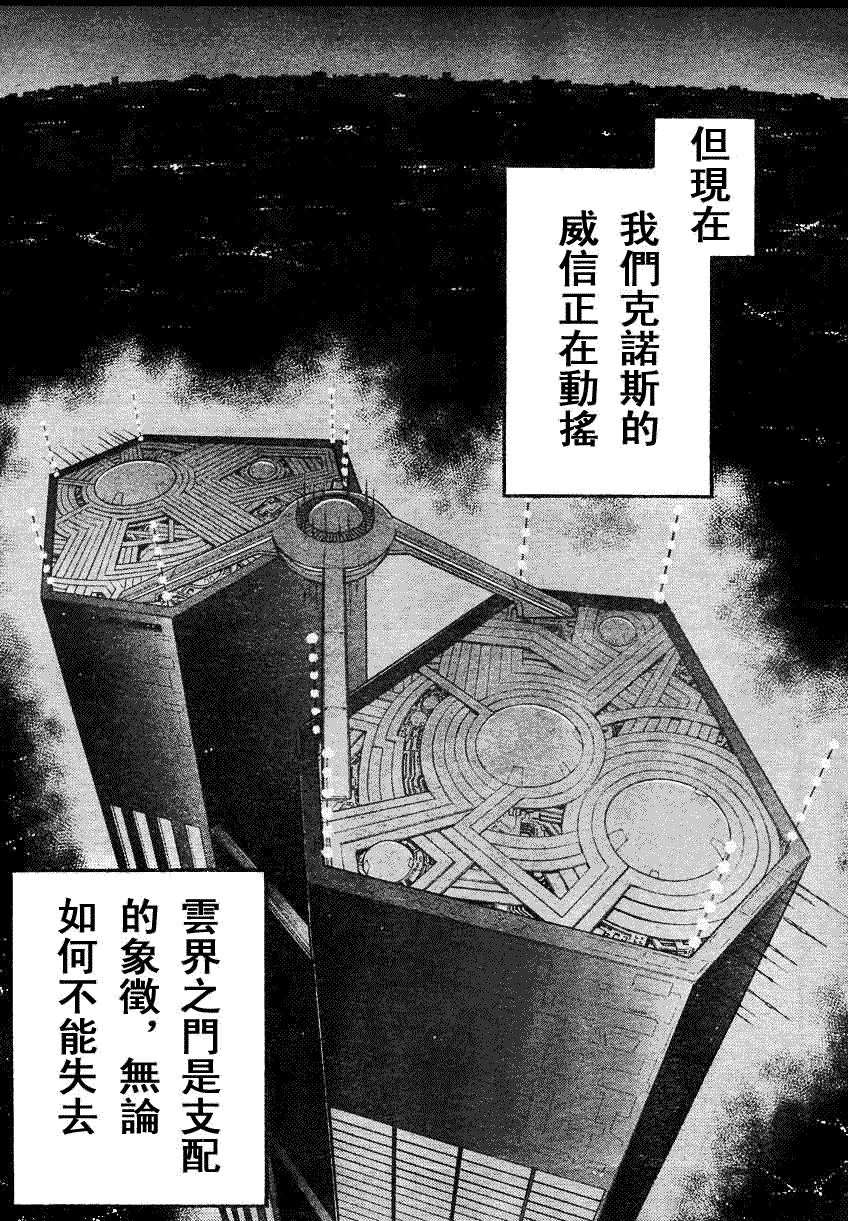 但現在
我們克諾斯的
威信正在動搖
雲界之門是支配
的象徵，無論
如何不能失去